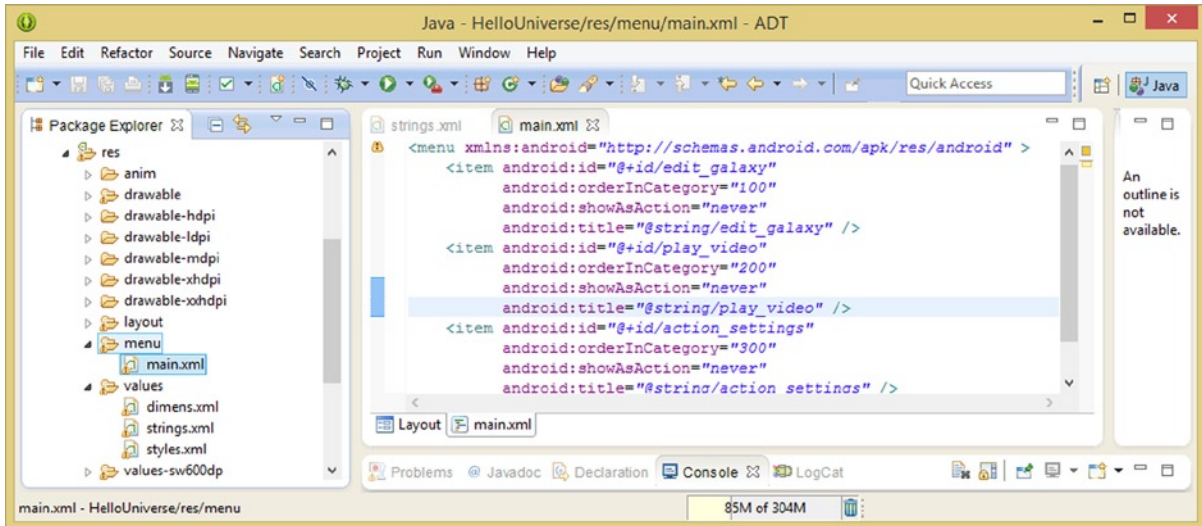 Java - HelloUniverse/res/menu/main.xml - ADT
File Edit Refactor Source Navigate Search Project Run Window Help
Quick Access
Java
Package Explorer
res
anim
drawable
drawable-hdpi
drawable-ldpi
drawable-mdpi
drawable-xhdpi
drawable-xxhdpi
layout
menu
main.xml
values
dimens.xml
strings.xml
styles.xml
values-sw600dp
strings.xml main.xml
<menu xmlns:android="http://schemas.android.com/apk/res/android" >
<item android:id="@+id/edit_galaxy"
android:orderInCategory="100"
android:showAsAction="never"
android:title="@string/edit_galaxy" />
<item android:id="@+id/play_video"
android:orderInCategory="200"
android:showAsAction="never"
android:title="@string/play_video" />
<item android:id="@+id/action_settings"
android:orderInCategory="300"
android:showAsAction="never"
android:title="@string/action_settings" />
Layout main.xml
An
outline is
not
available.
Problems @ Javadoc Declaration Console LogCat
main.xml - HelloUniverse/res/menu
85M of 304M